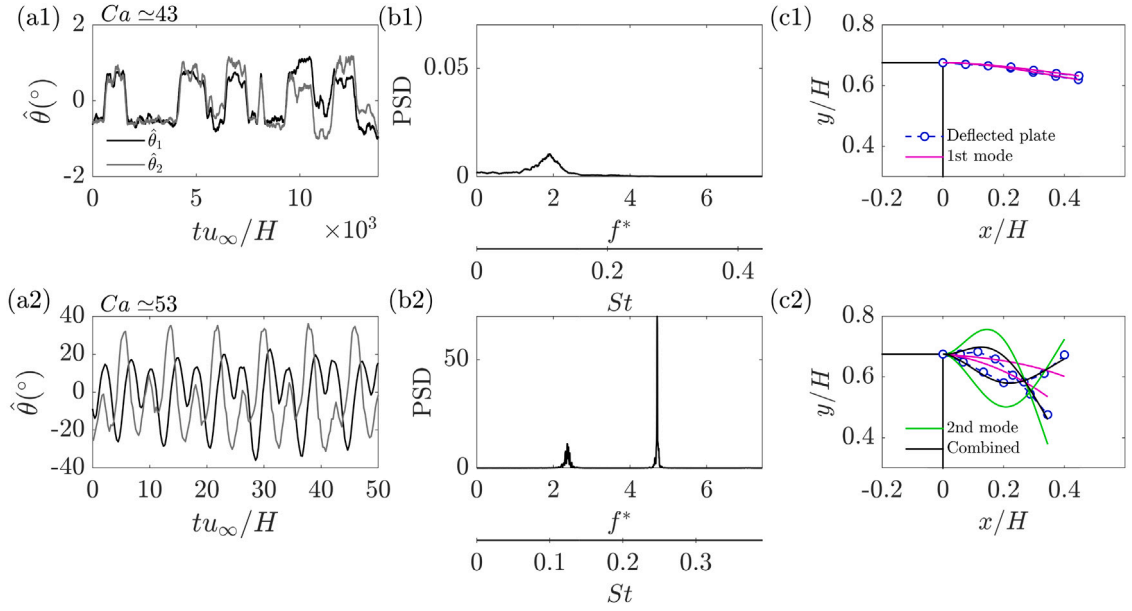 (a1) Ca ≃43
2
0
-2
θ̂(°)
θ̂₁
θ̂₂
0 5 10
tu∞/H ×10³
(b1)
0.05
0
PSD
0 2 4 6
f*
0 0.2 0.4
St
(c1)
0.8
0.6
0.4
y/H
Deflected plate
1st mode
-0.2 0 0.2 0.4
x/H
(a2) Ca ≃53
40
20
0
-20
-40
θ̂(°)
0 10 20 30 40 50
tu∞/H
(b2)
50
0
PSD
0 2 4 6
f*
0 0.1 0.2 0.3
St
(c2)
0.8
0.6
0.4
y/H
2nd mode
Combined
-0.2 0 0.2 0.4
x/H